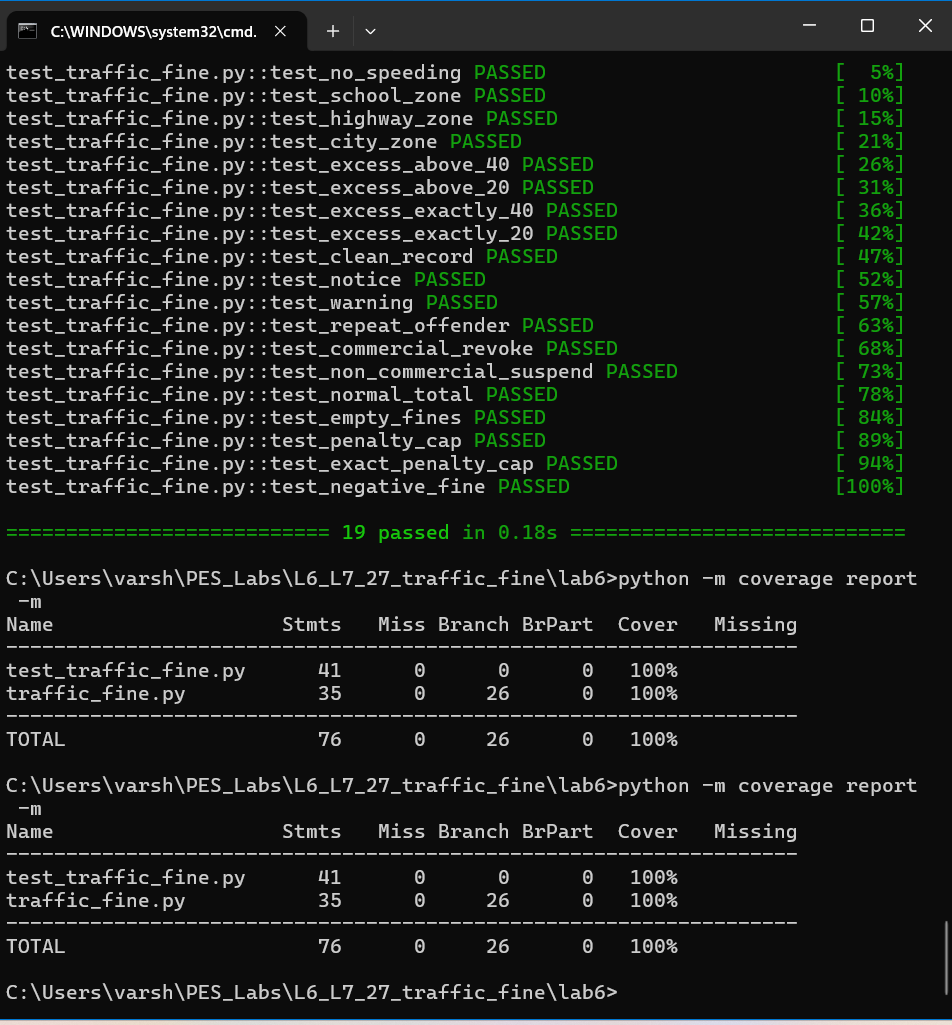 C:\WINDOWS\system32\cmd.
test_traffic_fine.py::test_no_speeding PASSED [  5%]
test_traffic_fine.py::test_school_zone PASSED [ 10%]
test_traffic_fine.py::test_highway_zone PASSED [ 15%]
test_traffic_fine.py::test_city_zone PASSED [ 21%]
test_traffic_fine.py::test_excess_above_40 PASSED [ 26%]
test_traffic_fine.py::test_excess_above_20 PASSED [ 31%]
test_traffic_fine.py::test_excess_exactly_40 PASSED [ 36%]
test_traffic_fine.py::test_excess_exactly_20 PASSED [ 42%]
test_traffic_fine.py::test_clean_record PASSED [ 47%]
test_traffic_fine.py::test_notice PASSED [ 52%]
test_traffic_fine.py::test_warning PASSED [ 57%]
test_traffic_fine.py::test_repeat_offender PASSED [ 63%]
test_traffic_fine.py::test_commercial_revoke PASSED [ 68%]
test_traffic_fine.py::test_non_commercial_suspend PASSED [ 73%]
test_traffic_fine.py::test_normal_total PASSED [ 78%]
test_traffic_fine.py::test_empty_fines PASSED [ 84%]
test_traffic_fine.py::test_penalty_cap PASSED [ 89%]
test_traffic_fine.py::test_exact_penalty_cap PASSED [ 94%]
test_traffic_fine.py::test_negative_fine PASSED [100%]
=========================== 19 passed in 0.18s ============================
C:\Users\varsh\PES_Labs\L6_L7_27_traffic_fine\lab6>python -m coverage report
-m
Name Stmts Miss Branch BrPart Cover Missing
------------------------------------------------------------------
test_traffic_fine.py 41 0 0 0 100%
traffic_fine.py 35 0 26 0 100%
------------------------------------------------------------------
TOTAL 76 0 26 0 100%
C:\Users\varsh\PES_Labs\L6_L7_27_traffic_fine\lab6>python -m coverage report
-m
Name Stmts Miss Branch BrPart Cover Missing
------------------------------------------------------------------
test_traffic_fine.py 41 0 0 0 100%
traffic_fine.py 35 0 26 0 100%
------------------------------------------------------------------
TOTAL 76 0 26 0 100%
C:\Users\varsh\PES_Labs\L6_L7_27_traffic_fine\lab6>